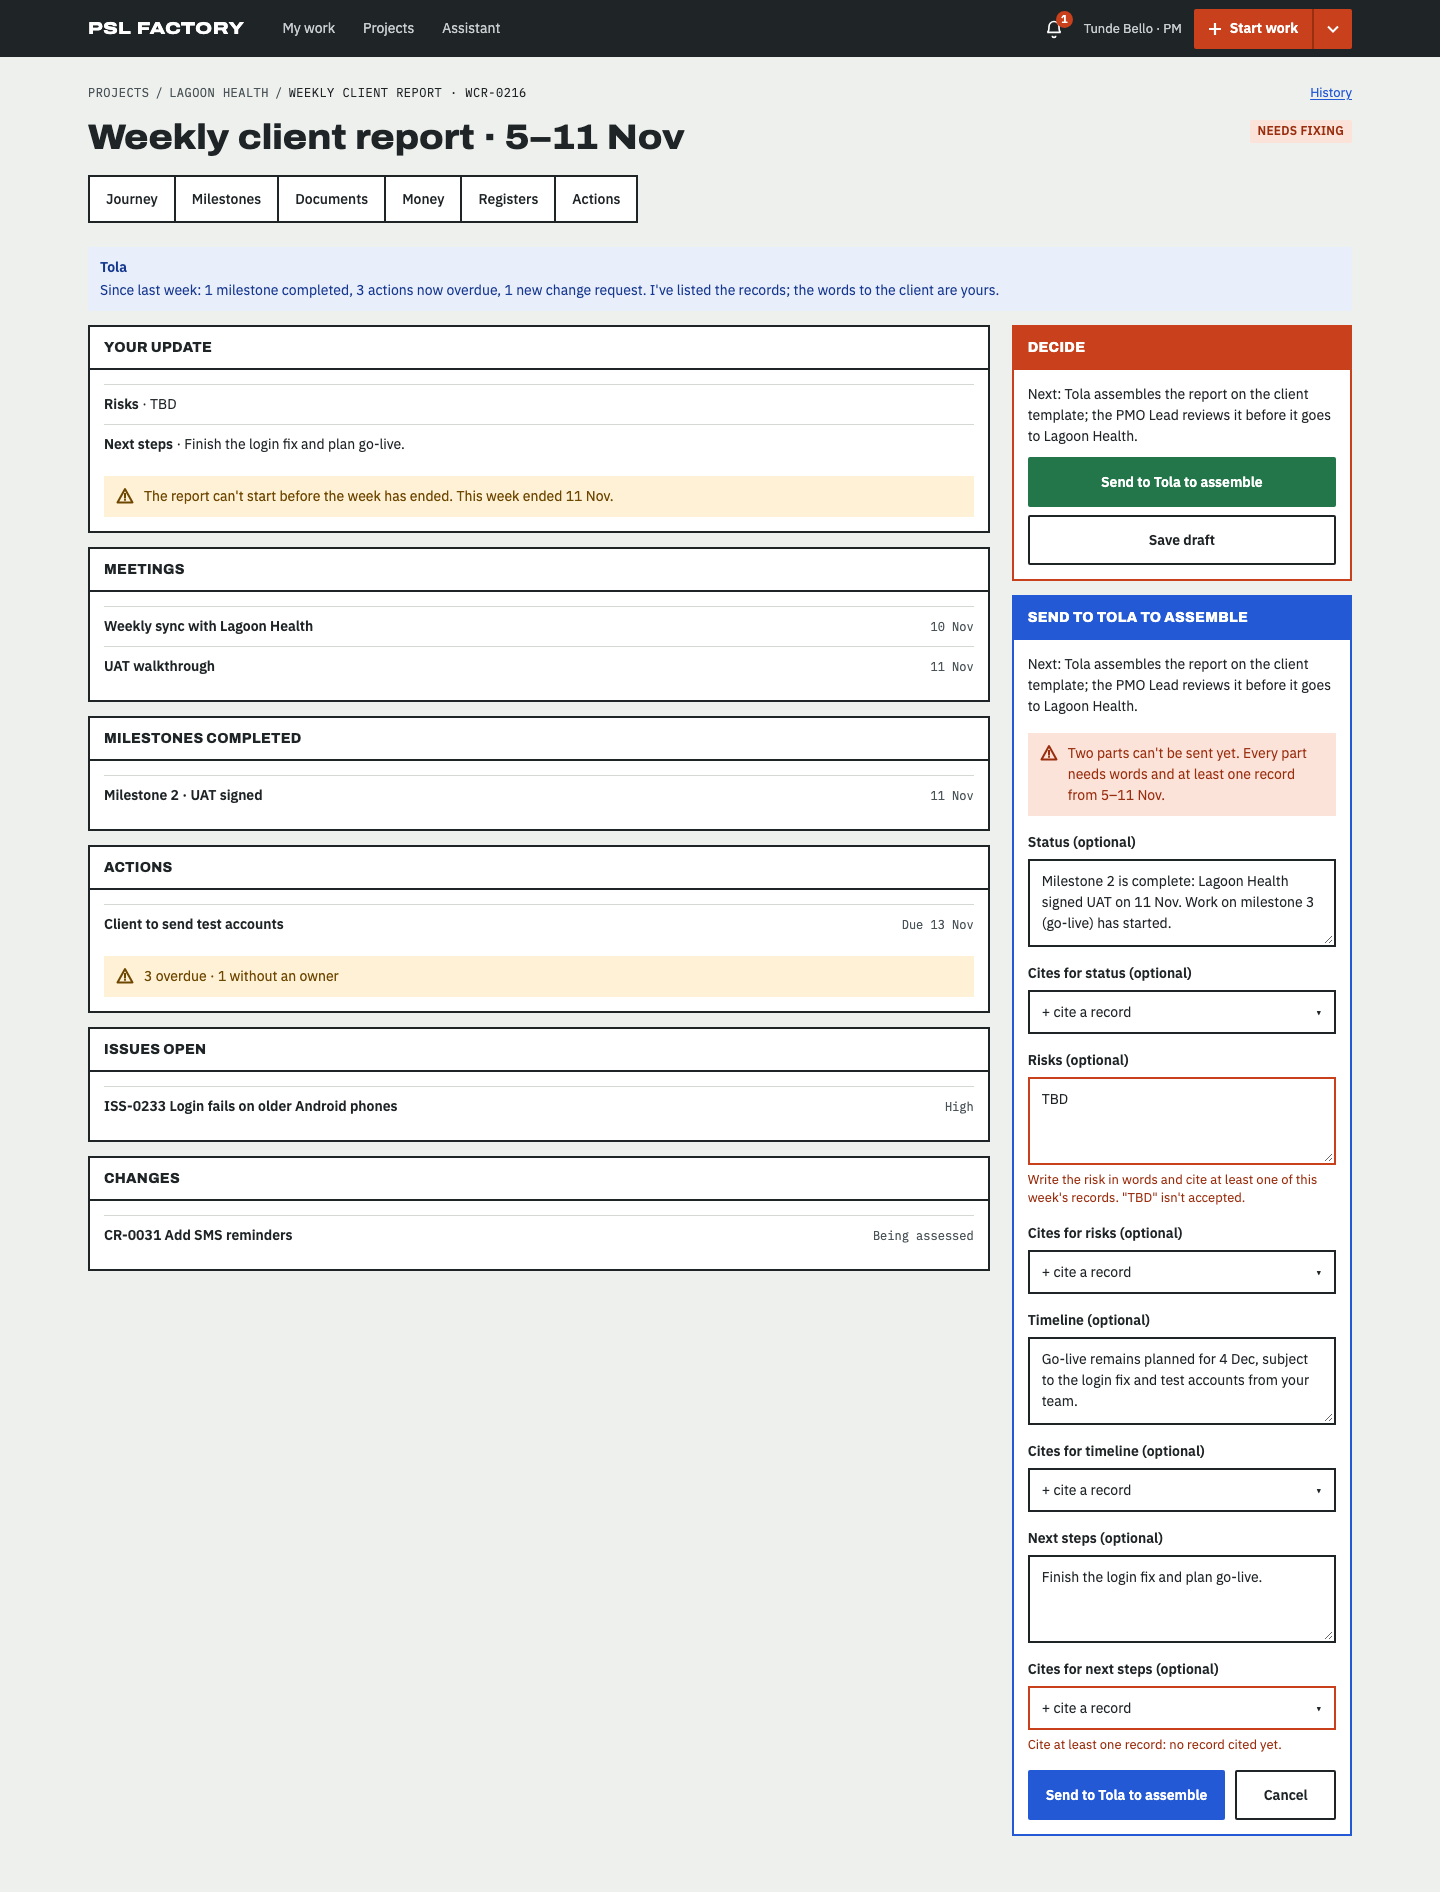 PSL FACTORY
My work
Projects
Assistant
1
Tunde Bello · PM
+ Start work
PROJECTS / LAGOON HEALTH / WEEKLY CLIENT REPORT · WCR-0216
History
Weekly client report · 5–11 Nov
NEEDS FIXING
Journey
Milestones
Documents
Money
Registers
Actions
Tola
Since last week: 1 milestone completed, 3 actions now overdue, 1 new change request. I've listed the records; the words to the client are yours.
YOUR UPDATE
Risks · TBD
Next steps · Finish the login fix and plan go-live.
The report can't start before the week has ended. This week ended 11 Nov.
MEETINGS
Weekly sync with Lagoon Health
10 Nov
UAT walkthrough
11 Nov
MILESTONES COMPLETED
Milestone 2 · UAT signed
11 Nov
ACTIONS
Client to send test accounts
Due 13 Nov
3 overdue · 1 without an owner
ISSUES OPEN
ISS-0233 Login fails on older Android phones
High
CHANGES
CR-0031 Add SMS reminders
Being assessed
DECIDE
Next: Tola assembles the report on the client
template; the PMO Lead reviews it before it goes
to Lagoon Health.
Send to Tola to assemble
Save draft
SEND TO TOLA TO ASSEMBLE
Next: Tola assembles the report on the client
template; the PMO Lead reviews it before it goes
to Lagoon Health.
Two parts can't be sent yet. Every part
needs words and at least one record
from 5–11 Nov.
Status (optional)
Milestone 2 is complete: Lagoon Health
signed UAT on 11 Nov. Work on milestone 3
(go-live) has started.
Cites for status (optional)
+ cite a record
Risks (optional)
TBD
Write the risk in words and cite at least one of this
week's records. "TBD" isn't accepted.
Cites for risks (optional)
+ cite a record
Timeline (optional)
Go-live remains planned for 4 Dec, subject
to the login fix and test accounts from your
team.
Cites for timeline (optional)
+ cite a record
Next steps (optional)
Finish the login fix and plan go-live.
Cites for next steps (optional)
+ cite a record
Cite at least one record: no record cited yet.
Send to Tola to assemble
Cancel